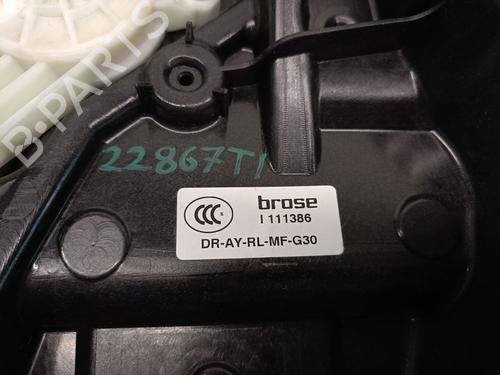 B-PARTS
22867T1
CCC
brose
I 111386
DR-AY-RL-MF-G30